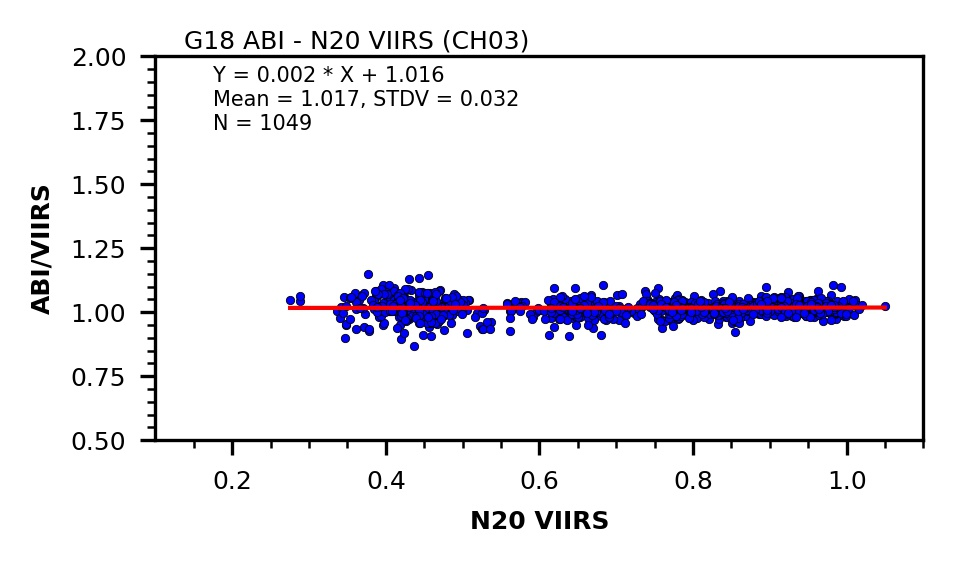 G18 ABI - N20 VIIRS (CH03)
Y = 0.002 * X + 1.016
Mean = 1.017, STDV = 0.032
N = 1049
2.00
1.75
1.50
1.25
1.00
0.75
0.50
ABI/VIIRS
0.2 0.4 0.6 0.8 1.0
N20 VIIRS